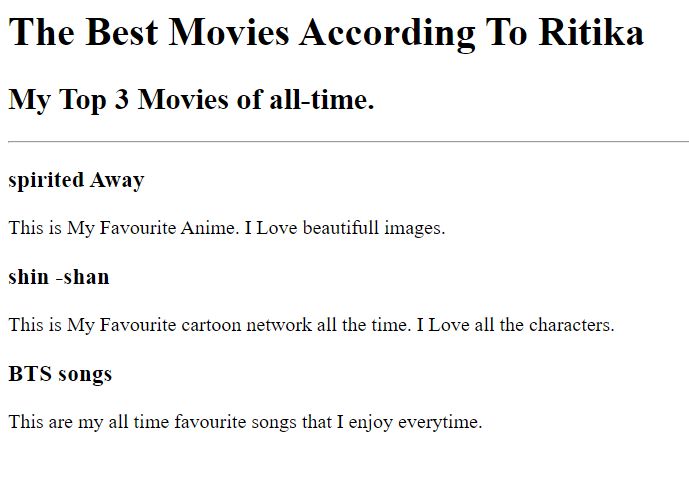 The Best Movies According To Ritika
My Top 3 Movies of all-time.
spirited Away
This is My Favourite Anime. I Love beautifull images.
shin -shan
This is My Favourite cartoon network all the time. I Love all the characters.
BTS songs
This are my all time favourite songs that I enjoy everytime.